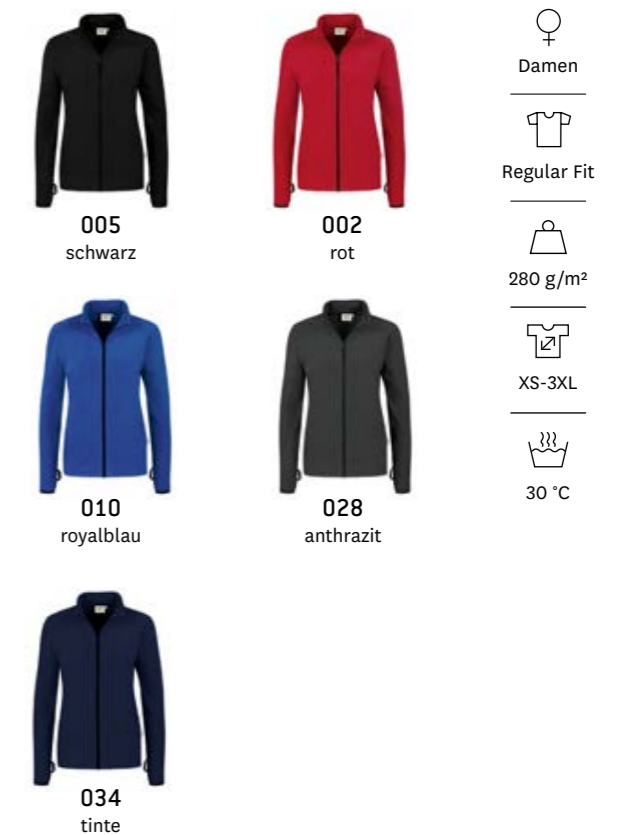 005
schwarz
002
rot
010
royalblau
028
anthrazit
034
tinte
Damen
Regular Fit
280 g/m²
XS-3XL
30 °C